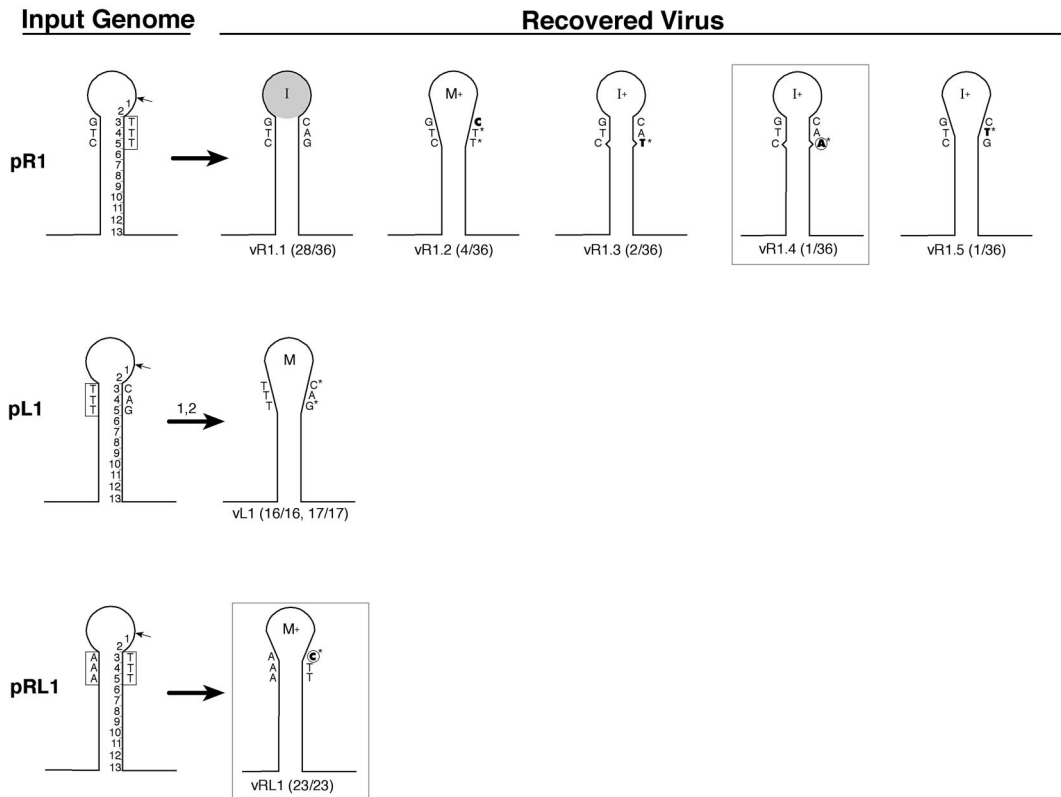 Input Genome
Recovered Virus
pR1
G
T
C
1
2
3
4
5
6
7
8
9
10
11
12
13
T
T
T
I
G
T
C
C
A
G
vR1.1 (28/36)
M+
G
T
C
C
T*
T*
vR1.2 (4/36)
I+
G
T
C
C
A
T*
vR1.3 (2/36)
I+
G
T
C
C
A
A*
vR1.4 (1/36)
I+
G
T
C
C
T*
G
vR1.5 (1/36)
pL1
T
T
T
1
2
3
4
5
6
7
8
9
10
11
12
13
C
A
G
1,2
M
T
T
T
C*
A
G*
vL1 (16/16, 17/17)
pRL1
A
A
A
1
2
3
4
5
6
7
8
9
10
11
12
13
T
T
T
M+
A
A
A
C*
T
T
vRL1 (23/23)